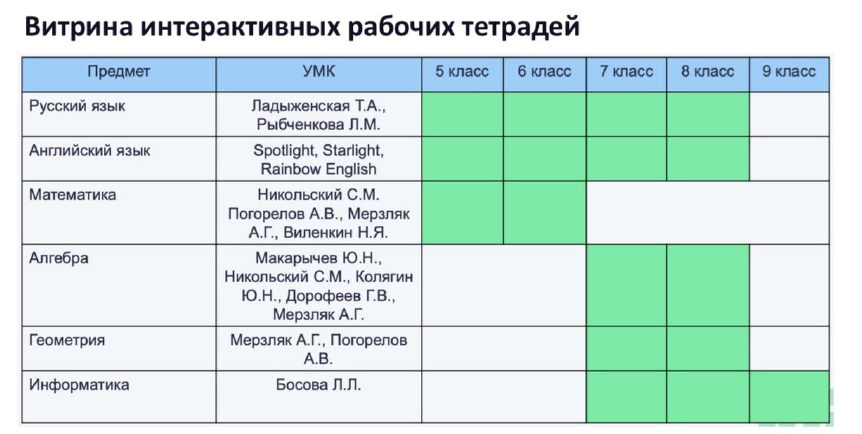 Витрина интерактивных рабочих тетрадей
Предмет УМК 5 класс 6 класс 7 класс 8 класс 9 класс
Русский язык Ладыженская Т.А.,
Рыбченкова Л.М.
Английский язык Spotlight, Starlight,
Rainbow English
Математика Никольский С.М.
Погорелов А.В., Мерзляк
А.Г., Виленкин Н.Я.
Алгебра Макарычев Ю.Н.,
Никольский С.М., Колягин
Ю.Н., Дорофеев Г.В.,
Мерзляк А.Г.
Геометрия Мерзляк А.Г., Погорелов
А.В.
Информатика Босова Л.Л.